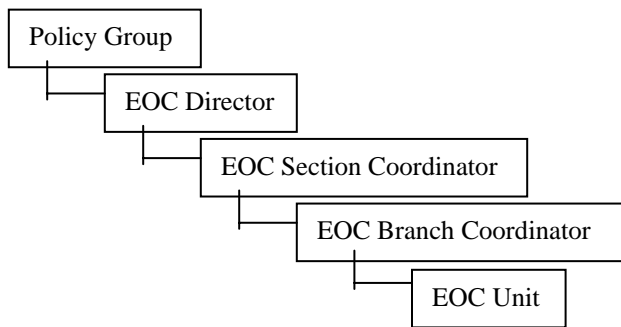 Policy Group
EOC Director
EOC Section Coordinator
EOC Branch Coordinator
EOC Unit